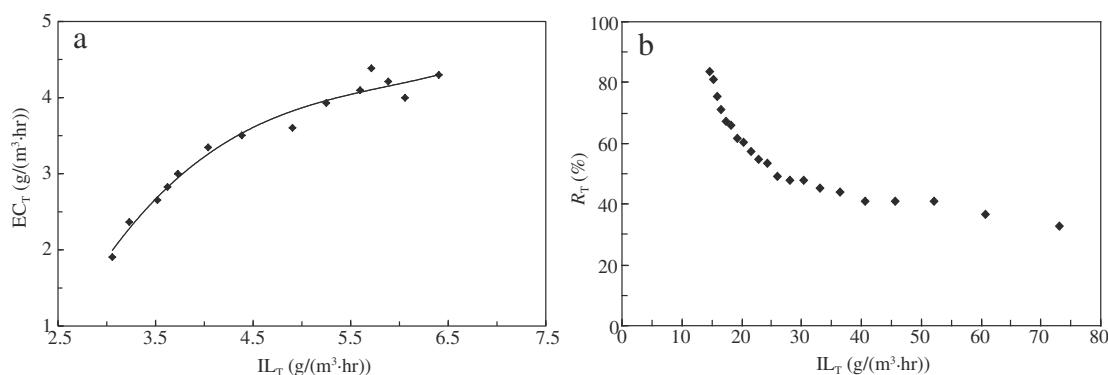 a
EC_T (g/(m³·hr))
5
4
3
2
1
2.5 3.5 4.5 5.5 6.5 7.5
IL_T (g/(m³·hr))
b
R_T (%)
100
80
60
40
20
0
0 10 20 30 40 50 60 70 80
IL_T (g/(m³·hr))